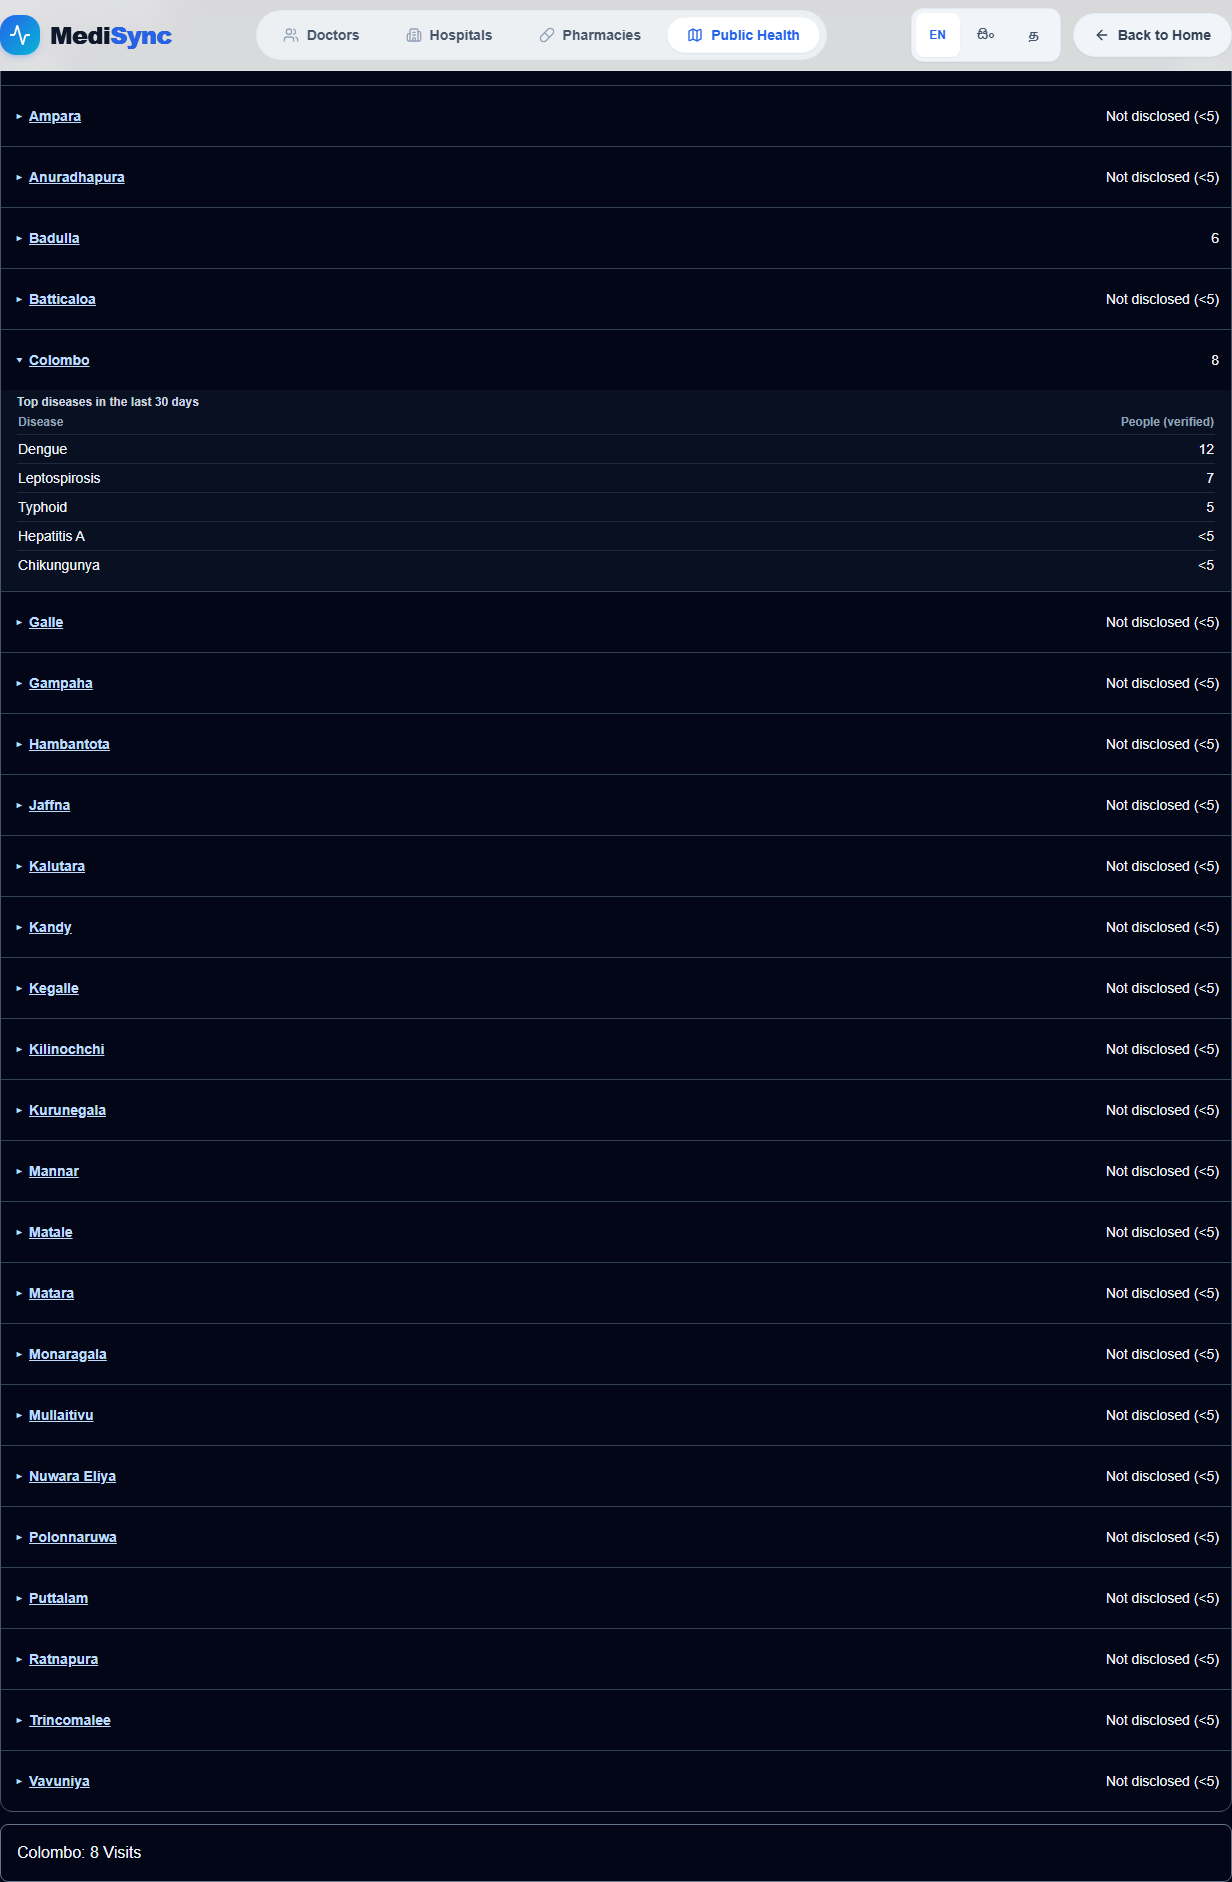 MediSync
Doctors
Hospitals
Pharmacies
Public Health
EN
සිං
த
Back to Home
▸ Ampara Not disclosed (<5)
▸ Anuradhapura Not disclosed (<5)
▸ Badulla 6
▸ Batticaloa Not disclosed (<5)
▾ Colombo 8
Top diseases in the last 30 days
Disease People (verified)
Dengue 12
Leptospirosis 7
Typhoid 5
Hepatitis A <5
Chikungunya <5
▸ Galle Not disclosed (<5)
▸ Gampaha Not disclosed (<5)
▸ Hambantota Not disclosed (<5)
▸ Jaffna Not disclosed (<5)
▸ Kalutara Not disclosed (<5)
▸ Kandy Not disclosed (<5)
▸ Kegalle Not disclosed (<5)
▸ Kilinochchi Not disclosed (<5)
▸ Kurunegala Not disclosed (<5)
▸ Mannar Not disclosed (<5)
▸ Matale Not disclosed (<5)
▸ Matara Not disclosed (<5)
▸ Monaragala Not disclosed (<5)
▸ Mullaitivu Not disclosed (<5)
▸ Nuwara Eliya Not disclosed (<5)
▸ Polonnaruwa Not disclosed (<5)
▸ Puttalam Not disclosed (<5)
▸ Ratnapura Not disclosed (<5)
▸ Trincomalee Not disclosed (<5)
▸ Vavuniya Not disclosed (<5)
Colombo: 8 Visits